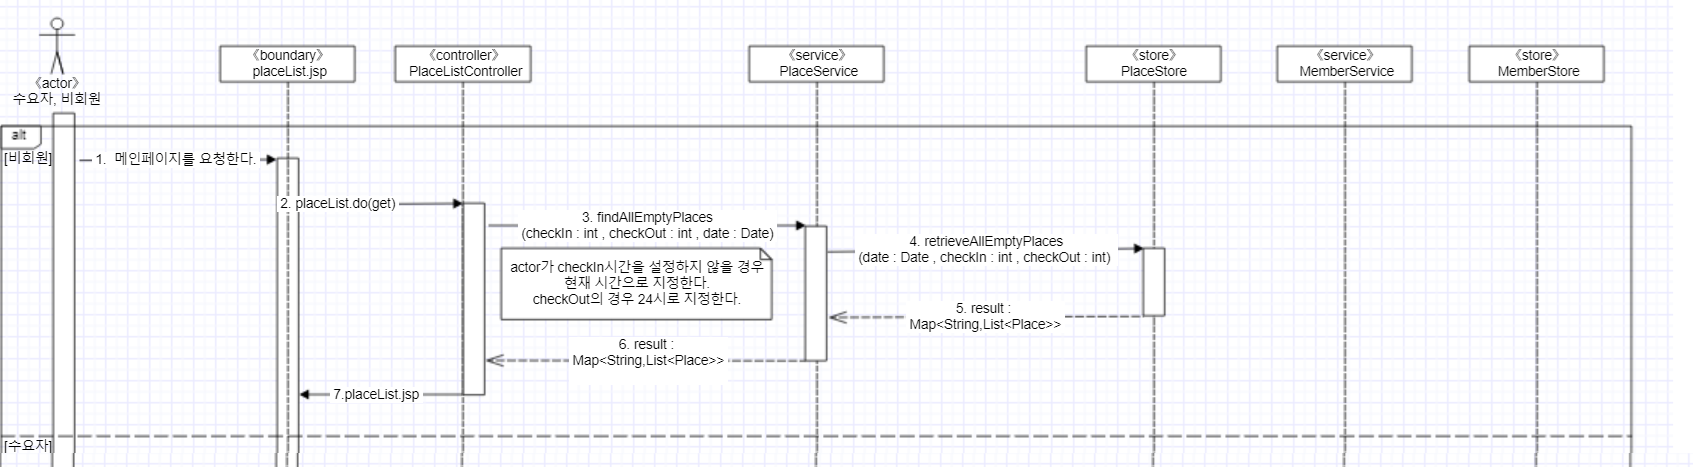 《actor》
수요자, 비회원
《boundary》
placeList.jsp
《controller》
PlaceListController
《service》
PlaceService
《store》
PlaceStore
《service》
MemberService
《store》
MemberStore
alt
[비회원]
1. 메인페이지를 요청한다.
2. placeList.do(get)
3. findAllEmptyPlaces
(checkIn : int , checkOut : int , date : Date)
4. retrieveAllEmptyPlaces
(date : Date , checkIn : int , checkOut : int)
actor가 checkIn시간을 설정하지 않을 경우
현재 시간으로 지정한다.
checkOut의 경우 24시로 지정한다.
5. result :
Map<String,List<Place>>
6. result :
Map<String,List<Place>>
7.placeList.jsp
[수요자]